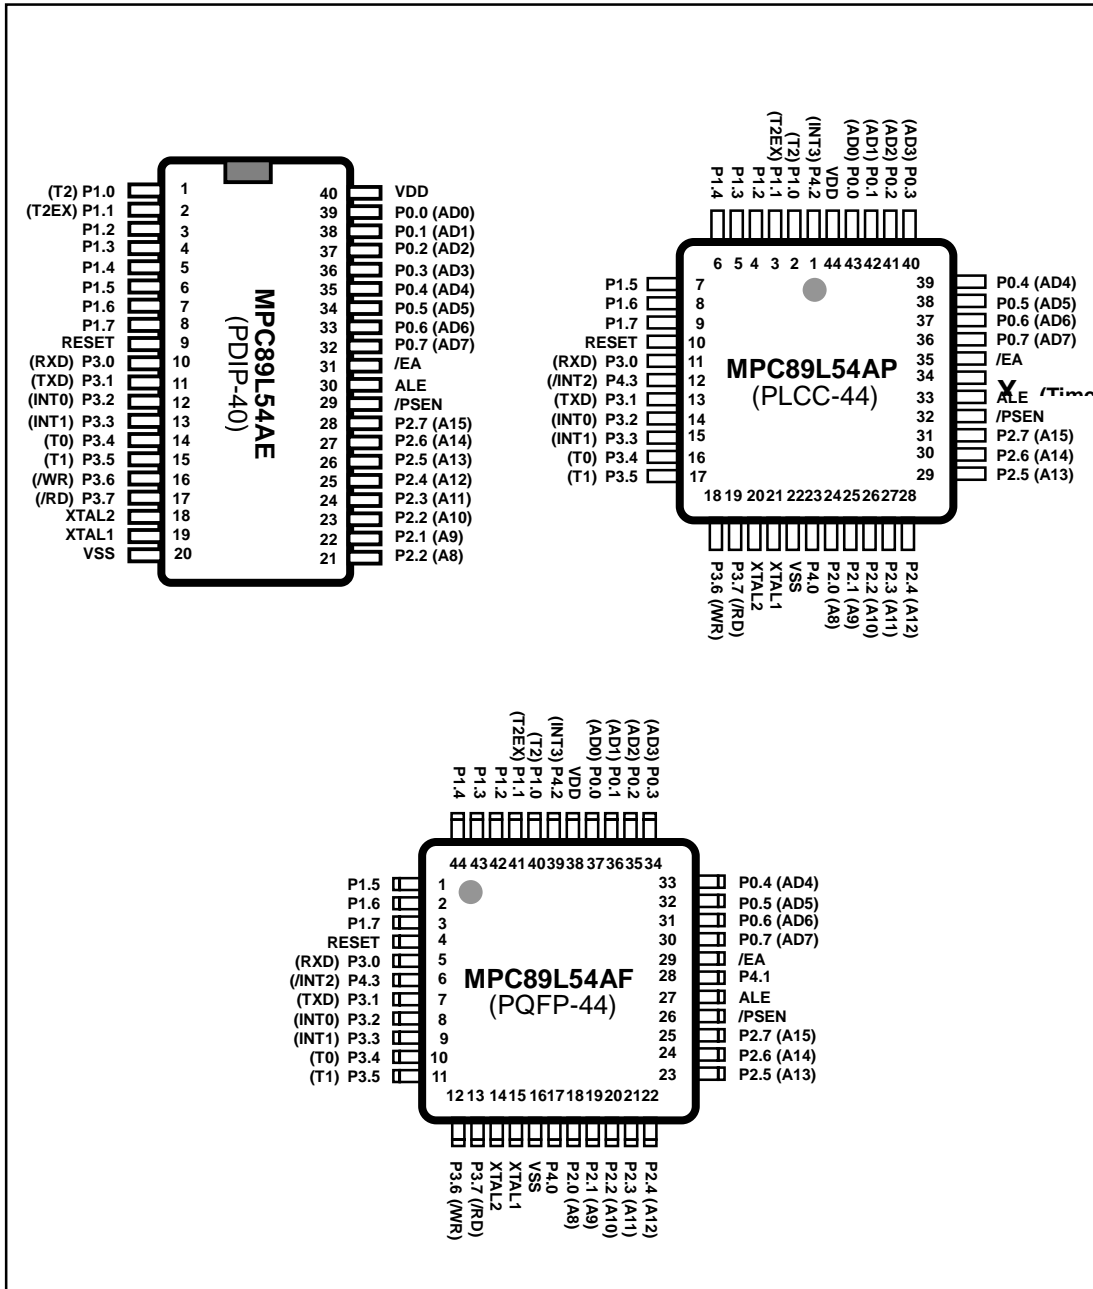 (T2) P1.0 1 40 VDD
(T2EX) P1.1 2 39 P0.0 (AD0)
P1.2 3 38 P0.1 (AD1)
P1.3 4 37 P0.2 (AD2)
P1.4 5 36 P0.3 (AD3)
P1.5 6 35 P0.4 (AD4)
P1.6 7 34 P0.5 (AD5)
P1.7 8 33 P0.6 (AD6)
RESET 9 32 P0.7 (AD7)
(RXD) P3.0 10 31 /EA
(TXD) P3.1 11 30 ALE
(INT0) P3.2 12 29 /PSEN
(INT1) P3.3 13 28 P2.7 (A15)
(T0) P3.4 14 27 P2.6 (A14)
(T1) P3.5 15 26 P2.5 (A13)
(/WR) P3.6 16 25 P2.4 (A12)
(/RD) P3.7 17 24 P2.3 (A11)
XTAL2 18 23 P2.2 (A10)
XTAL1 19 22 P2.1 (A9)
VSS 20 21 P2.2 (A8)
MPC89L54AE
(PDIP-40)
P1.4
P1.3
P1.2
(T2EX) P1.1
(T2) P1.0
(INT3) P4.2
VDD
(AD0) P0.0
(AD1) P0.1
(AD2) P0.2
(AD3) P0.3
6 5 4 3 2 1 44 43 42 41 40
P1.5 7 39 P0.4 (AD4)
P1.6 8 38 P0.5 (AD5)
P1.7 9 37 P0.6 (AD6)
RESET 10 36 P0.7 (AD7)
(RXD) P3.0 11 35 /EA
(/INT2) P4.3 12 34
(TXD) P3.1 13 33 ALE
(INT0) P3.2 14 32 /PSEN
(INT1) P3.3 15 31 P2.7 (A15)
(T0) P3.4 16 30 P2.6 (A14)
(T1) P3.5 17 29 P2.5 (A13)
MPC89L54AP
(PLCC-44)
18 19 20 21 22 23 24 25 26 27 28
P3.6 (/WR)
P3.7 (/RD)
XTAL2
XTAL1
VSS
P4.0
P2.0 (A8)
P2.1 (A9)
P2.2 (A10)
P2.3 (A11)
P2.4 (A12)
P1.4
P1.3
P1.2
(T2EX) P1.1
(T2) P1.0
(INT3) P4.2
VDD
(AD0) P0.0
(AD1) P0.1
(AD2) P0.2
(AD3) P0.3
44 43 42 41 40 39 38 37 36 35 34
P1.5 1 33 P0.4 (AD4)
P1.6 2 32 P0.5 (AD5)
P1.7 3 31 P0.6 (AD6)
RESET 4 30 P0.7 (AD7)
(RXD) P3.0 5 29 /EA
(/INT2) P4.3 6 28 P4.1
(TXD) P3.1 7 27 ALE
(INT0) P3.2 8 26 /PSEN
(INT1) P3.3 9 25 P2.7 (A15)
(T0) P3.4 10 24 P2.6 (A14)
(T1) P3.5 11 23 P2.5 (A13)
MPC89L54AF
(PQFP-44)
12 13 14 15 16 17 18 19 20 21 22
P3.6 (/WR)
P3.7 (/RD)
XTAL2
XTAL1
VSS
P4.0
P2.0 (A8)
P2.1 (A9)
P2.2 (A10)
P2.3 (A11)
P2.4 (A12)